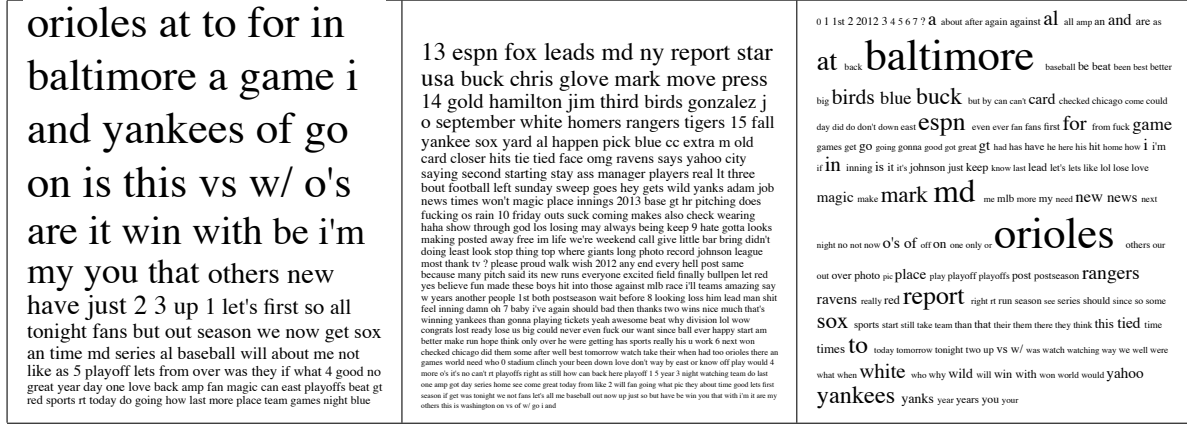 orioles at to for in
baltimore a game i
and yankees of go
on is this vs w/ o's
are it win with be i'm
my you that others new
have just 2 3 up 1 let's first so all
tonight fans but out season we now get sox
an time md series al baseball will about me not
like as 5 playoff lets from over was they if what 4 good no
great year day one love back amp fan magic can east playoffs beat gt
red sports rt today do going how last more place team games night blue
13 espn fox leads md ny report star
usa buck chris glove mark move press
14 gold hamilton jim third birds gonzalez j
o september white homers rangers tigers 15 fall
yankee sox yard al happen pick blue cc extra m old
card closer hits tie tied face omg ravens says yahoo city
saying second starting stay ass manager players real lt three
bout football left sunday sweep goes hey gets wild yanks adam job
news times won't magic place innings 2013 base gt hr pitching does
fucking os rain 10 friday outs suck coming makes also check wearing
haha show through god los losing may always being keep 9 hate gotta looks
making posted away free im life we're weekend call give little bar bring didn't
doing least look stop thing top where giants long photo record johnson league
most thank tv ? please proud walk wish 2012 any end every hell post same
because many pitch said its new runs everyone excited field finally bullpen let red
yes believe fun made these boys hit into those against mlb race i'll teams amazing say
w years another people 1st both postseason wait before 8 looking loss him lead man shit
feel inning damn oh 7 baby i've again should bad then thanks two wins nice much that's
winning yankees than gonna playing tickets yeah awesome beat why division lol wow
congrats lost ready lose us big could never even fuck our want since ball ever happy start am
better make run hope think only over he were getting has sports really his u work 6 next won
checked chicago did them some after well best tomorrow watch take their when had too orioles there an
games world need who 0 stadium clinch your been down love don't way by east cr know off play would 4
more o's it's no can't rt playoffs right as still how can back here playoff 1 5 year 3 night watching team do last
one amp got day series home see come great today from like 2 will fan going what pic they about time good lets first
season if get was tonight we not fans let's all me baseball out now up just so but have be win you that with i'm it are my
others this is washington on vs of w/ go i and
0 1 1st 2 2012 3 4 5 6 7 ? a about after again against al all amp an and are as
at back baltimore baseball be beat been best better
big birds blue buck but by can can't card checked chicago come could
day did do don't down east espn even ever fan fans first for from fuck game
games get go going gonna good got great gt had has have he here his hit home how i i'm
if in inning is it it's johnson just keep know last lead let's lets like lol lose love
magic make mark md me mlb more my need new news next
night no not now o's of off on one only or orioles others our
out over photo pic place play playoff playoffs post postseason rangers
ravens really red report right rt run season see series should since so some
sox sports start still take team than that their them there they think this tied time
times to today tomorrow tonight two up vs w/ was watch watching way we well were
what when white who why wild will win with won world would yahoo
yankees yanks year years you your